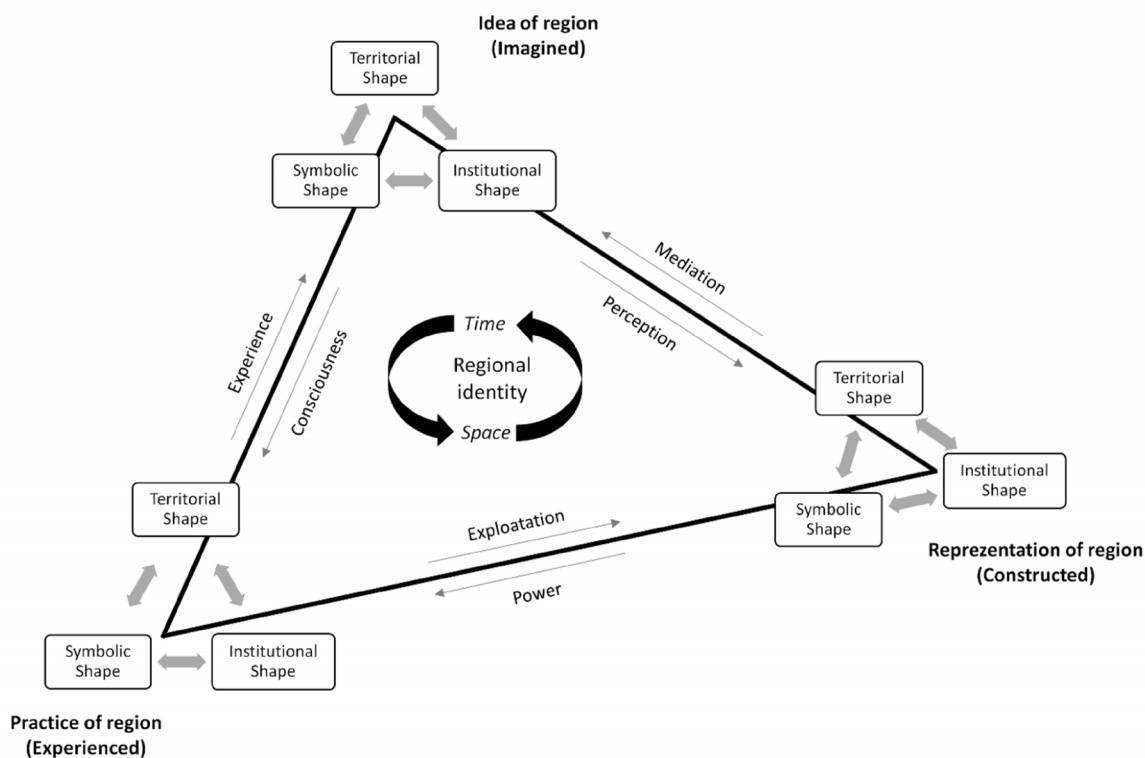 Idea of region
(Imagined)
Territorial
Shape
Symbolic
Shape
Institutional
Shape
Mediation
Perception
Experience
Consciousness
Time
Regional
identity
Space
Territorial
Shape
Institutional
Shape
Symbolic
Shape
Reprezentation of region
(Constructed)
Exploatation
Power
Territorial
Shape
Symbolic
Shape
Institutional
Shape
Practice of region
(Experienced)